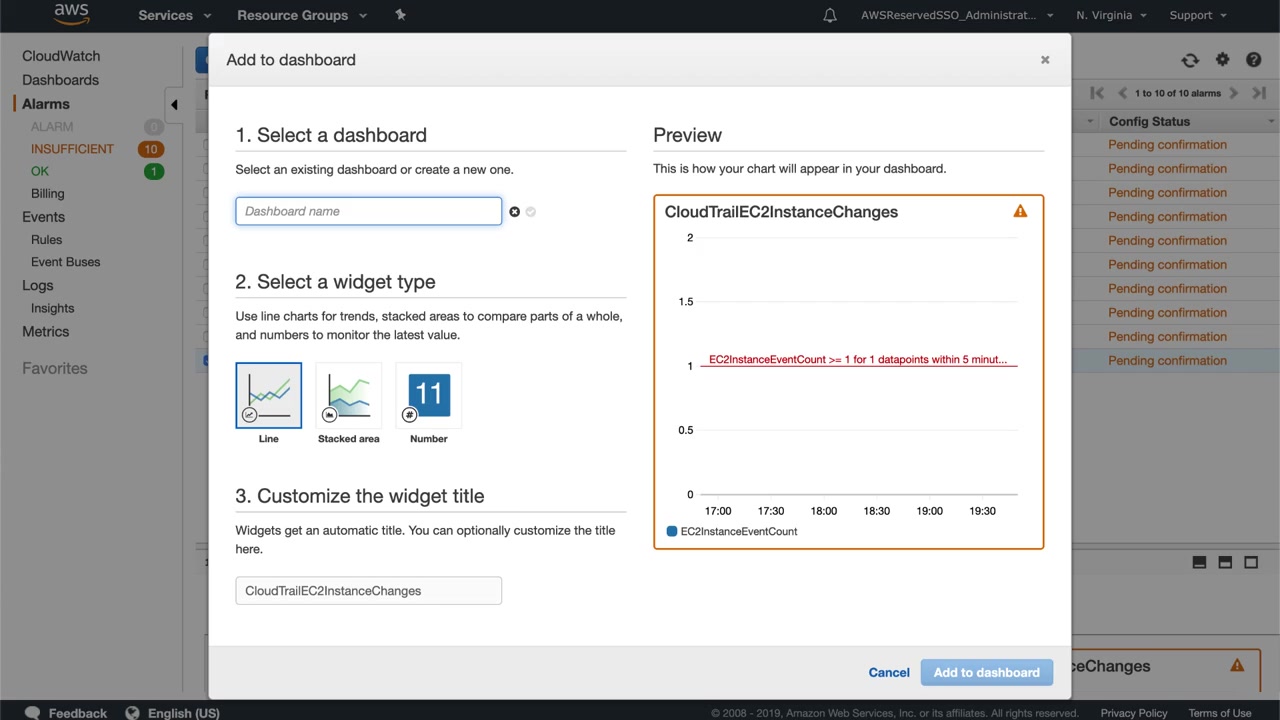 aws
Services
Resource Groups
AWSReservedSSO_Administrat...
N. Virginia
Support
CloudWatch
Dashboards
Alarms
ALARM 0
INSUFFICIENT 10
OK 1
Billing
Events
Rules
Event Buses
Logs
Insights
Metrics
Favorites
Add to dashboard
1. Select a dashboard
Select an existing dashboard or create a new one.
Dashboard name
2. Select a widget type
Use line charts for trends, stacked areas to compare parts of a whole,
and numbers to monitor the latest value.
11
#
Line
Stacked area
Number
3. Customize the widget title
Widgets get an automatic title. You can optionally customize the title
here.
CloudTrailEC2InstanceChanges
Preview
This is how your chart will appear in your dashboard.
CloudTrailEC2InstanceChanges
2
1.5
EC2InstanceEventCount >= 1 for 1 datapoints within 5 minut...
1
0.5
0
17:00
17:30
18:00
18:30
19:00
19:30
EC2InstanceEventCount
Cancel
Add to dashboard
1 to 10 of 10 alarms
Config Status
Pending confirmation
Pending confirmation
Pending confirmation
Pending confirmation
Pending confirmation
Pending confirmation
Pending confirmation
Pending confirmation
Pending confirmation
Pending confirmation
ceChanges
Feedback
English (US)
© 2008 - 2019, Amazon Web Services, Inc. or its affiliates. All rights reserved.
Privacy Policy
Terms of Use